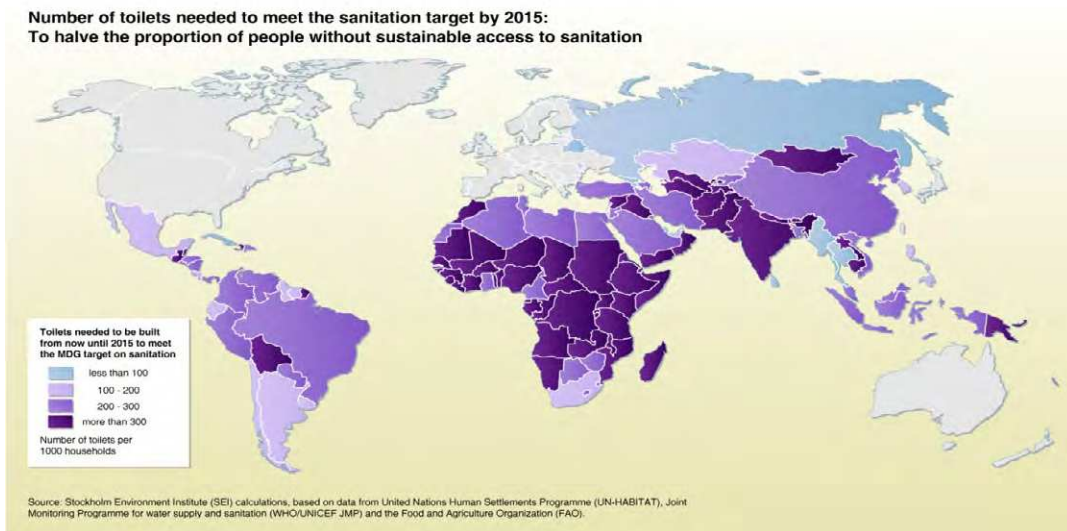 Number of toilets needed to meet the sanitation target by 2015:
To halve the proportion of people without sustainable access to sanitation
Toilets needed to be built
from now until 2015 to meet
the MDG target on sanitation
less than 100
100 - 200
200 - 300
more than 300
Number of toilets per
1000 households
Source: Stockholm Environment Institute (SEI) calculations, based on data from United Nations Human Settlements Programme (UN-HABITAT), Joint
Monitoring Programme for water supply and sanitation (WHO/UNICEF JMP) and the Food and Agriculture Organization (FAO).